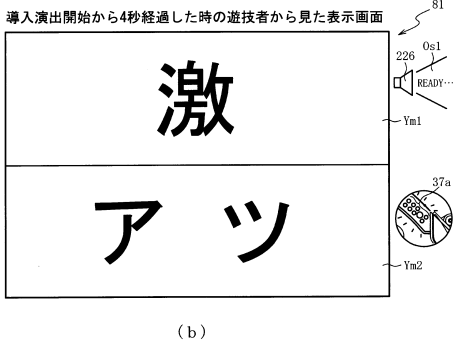 導入演出開始から4秒経過した時の遊技者から見た表示画面
81
激
226
Os1
READY…
Ym1
37a
ア ツ
Ym2
(b)